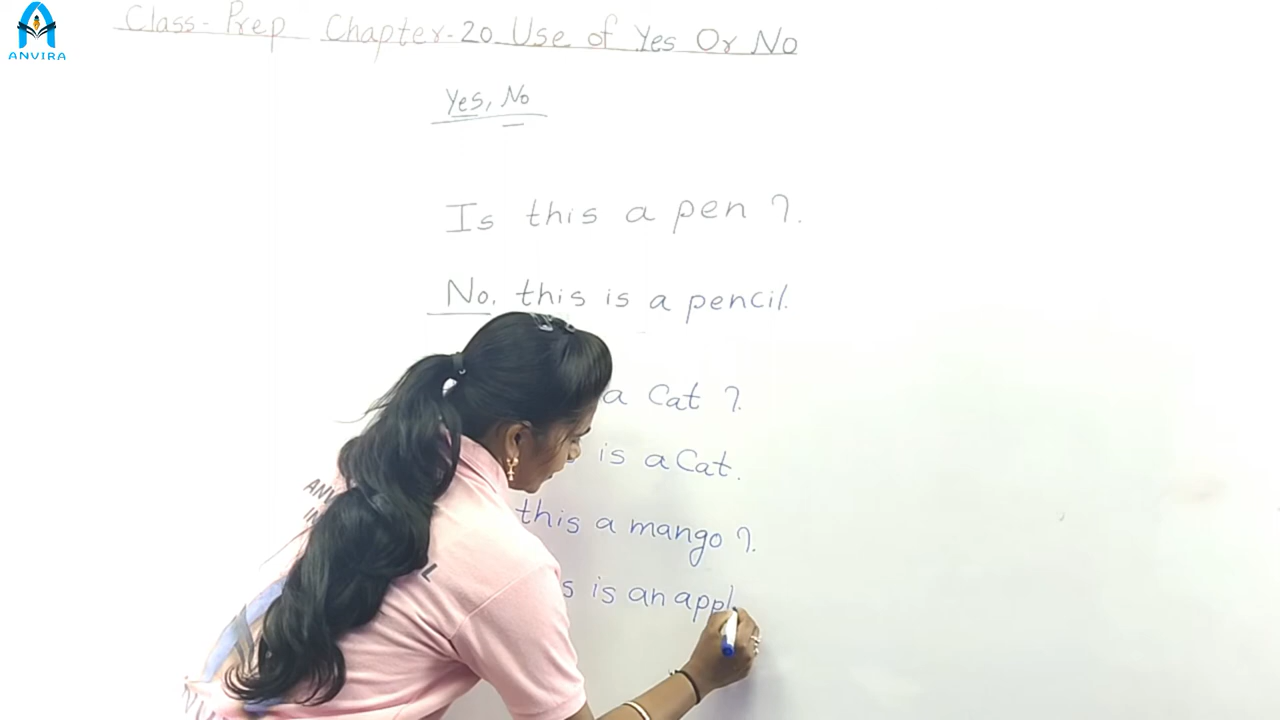 ANVIRA
Class-Prep Chapter-20 Use of Yes Or No
Yes, No
Is this a pen ?.
No, this is a pencil.
a Cat ?.
is a Cat.
this a mango ?.
is an appl